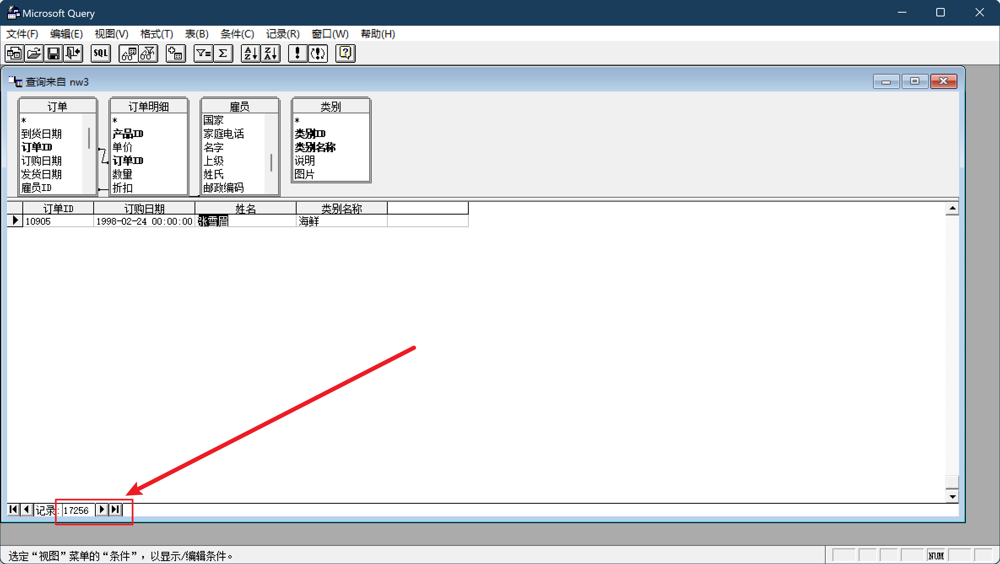 Microsoft Query
文件(F) 编辑(E) 视图(V) 格式(T) 表(B) 条件(C) 记录(R) 窗口(W) 帮助(H)
SQL
查询来自 nw3
订单
*
到货日期
订单ID
订购日期
发货日期
雇员ID
订单明细
*
产品ID
单价
订单ID
数量
折扣
雇员
国家
家庭电话
名字
上级
姓氏
邮政编码
类别
*
类别ID
类别名称
说明
图片
订单ID 订购日期 姓名 类别名称
10905 1998-02-24 00:00:00 张雪眉 海鲜
记录: 17256
选定“视图”菜单的“条件”，以显示/编辑条件。
NUM